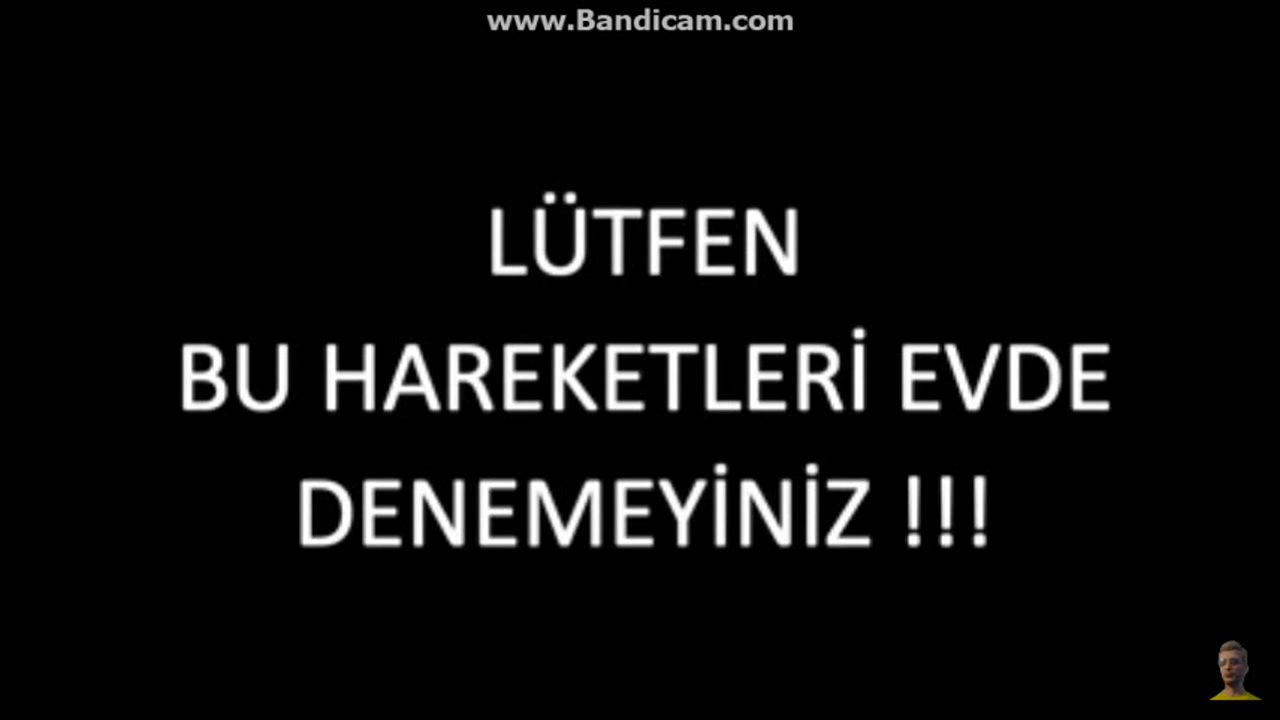 www.Bandicam.com
LÜTFEN
BU HAREKETLERİ EVDE
DENEMEYİNİZ !!!